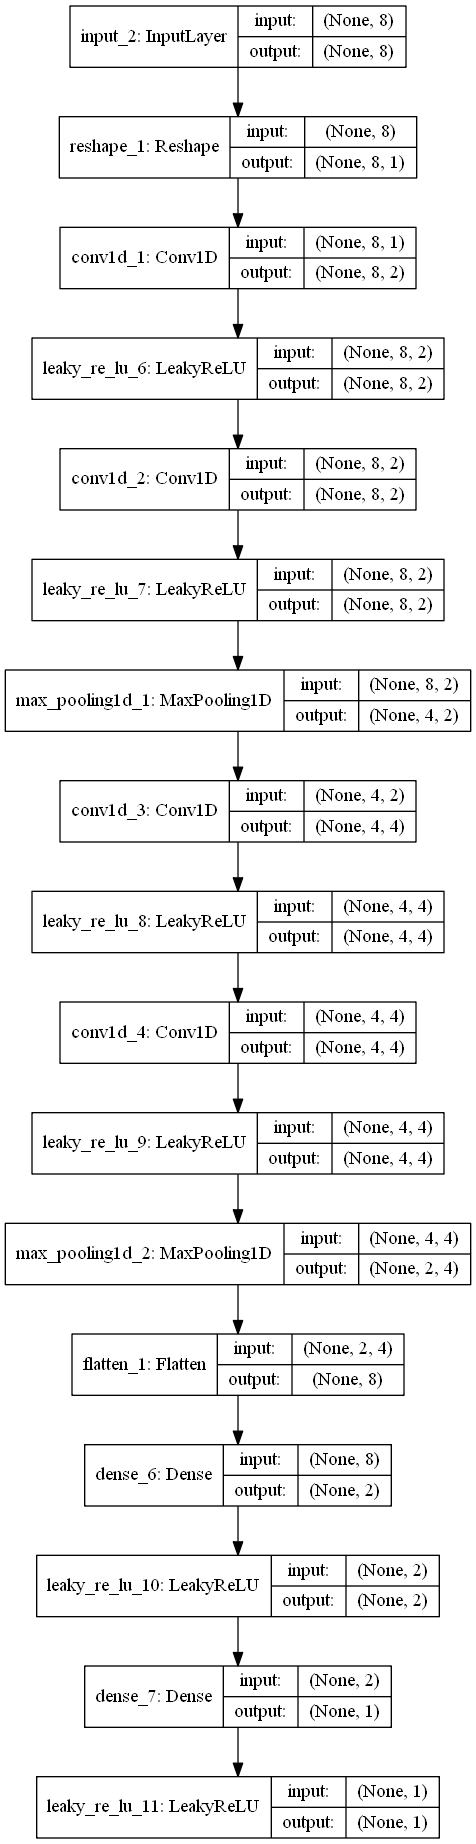 input_2: InputLayer
input: (None, 8)
output: (None, 8)
reshape_1: Reshape
input: (None, 8)
output: (None, 8, 1)
conv1d_1: Conv1D
input: (None, 8, 1)
output: (None, 8, 2)
leaky_re_lu_6: LeakyReLU
input: (None, 8, 2)
output: (None, 8, 2)
conv1d_2: Conv1D
input: (None, 8, 2)
output: (None, 8, 2)
leaky_re_lu_7: LeakyReLU
input: (None, 8, 2)
output: (None, 8, 2)
max_pooling1d_1: MaxPooling1D
input: (None, 8, 2)
output: (None, 4, 2)
conv1d_3: Conv1D
input: (None, 4, 2)
output: (None, 4, 4)
leaky_re_lu_8: LeakyReLU
input: (None, 4, 4)
output: (None, 4, 4)
conv1d_4: Conv1D
input: (None, 4, 4)
output: (None, 4, 4)
leaky_re_lu_9: LeakyReLU
input: (None, 4, 4)
output: (None, 4, 4)
max_pooling1d_2: MaxPooling1D
input: (None, 4, 4)
output: (None, 2, 4)
flatten_1: Flatten
input: (None, 2, 4)
output: (None, 8)
dense_6: Dense
input: (None, 8)
output: (None, 2)
leaky_re_lu_10: LeakyReLU
input: (None, 2)
output: (None, 2)
dense_7: Dense
input: (None, 2)
output: (None, 1)
leaky_re_lu_11: LeakyReLU
input: (None, 1)
output: (None, 1)